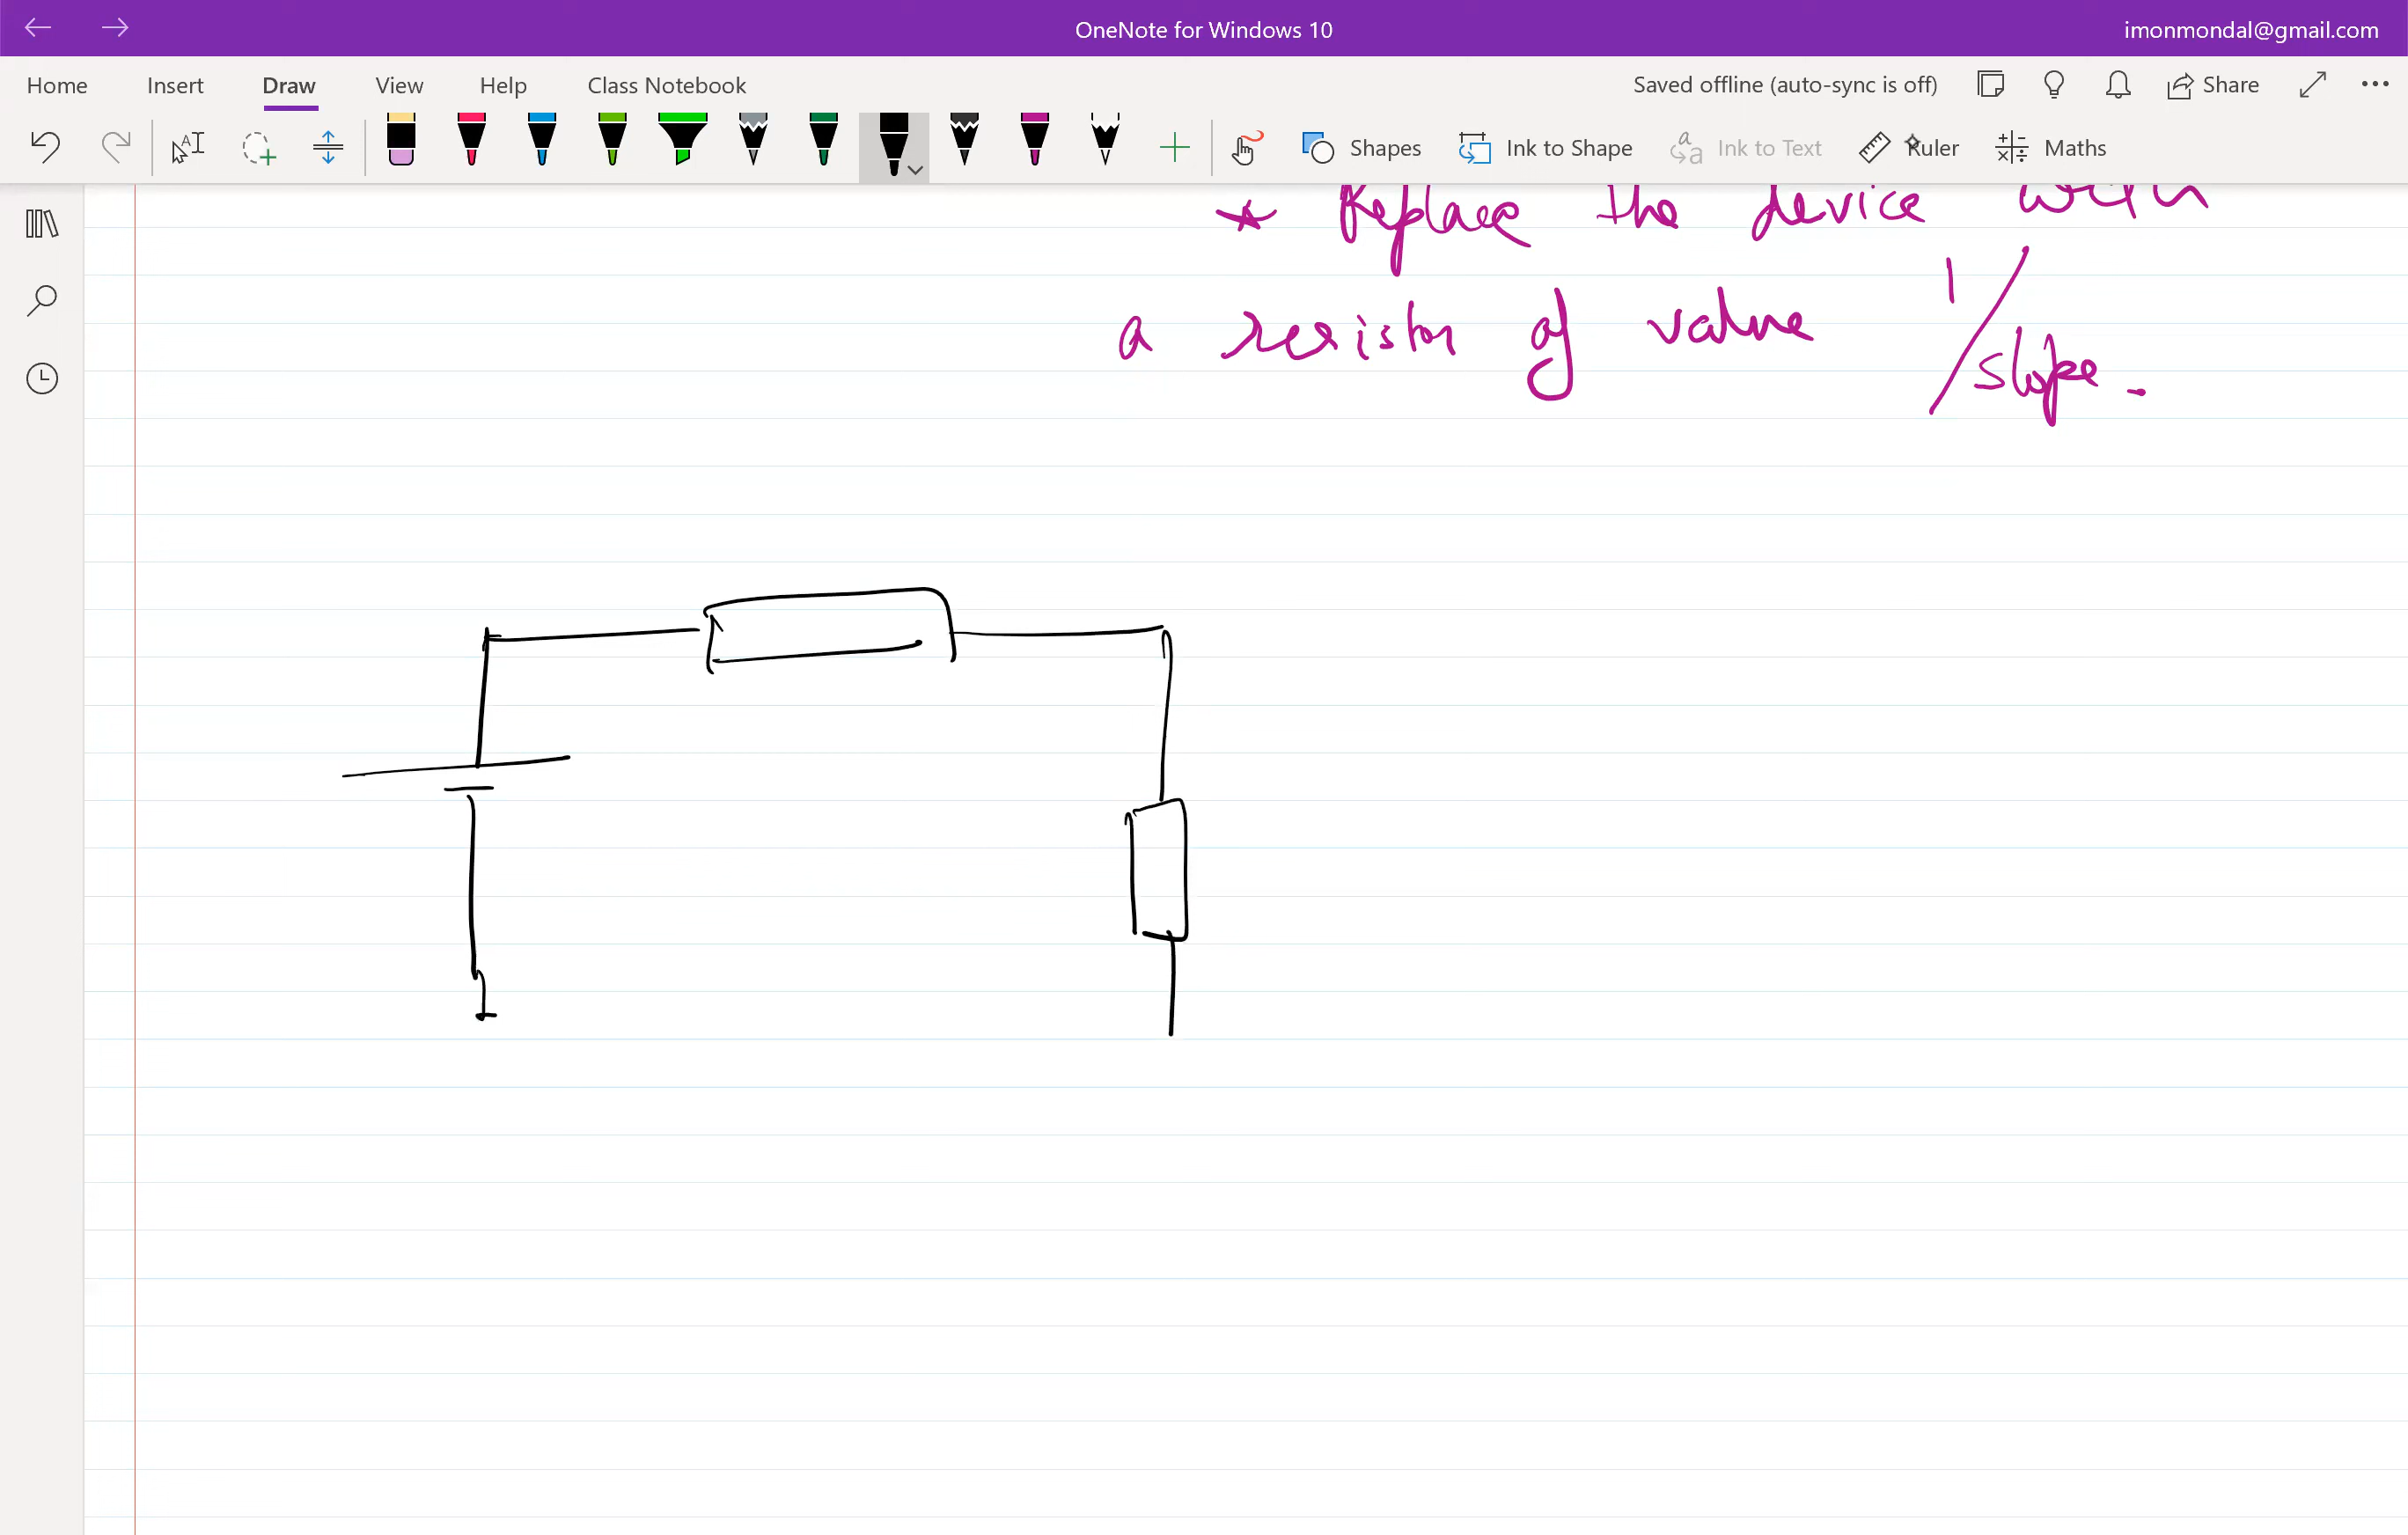 OneNote for Windows 10
imonmondal@gmail.com
Home Insert Draw View Help Class Notebook
Saved offline (auto-sync is off) Share
Shapes Ink to Shape Ink to Text Ruler Maths
* Replace the device with
a resistor of value 1/slope.